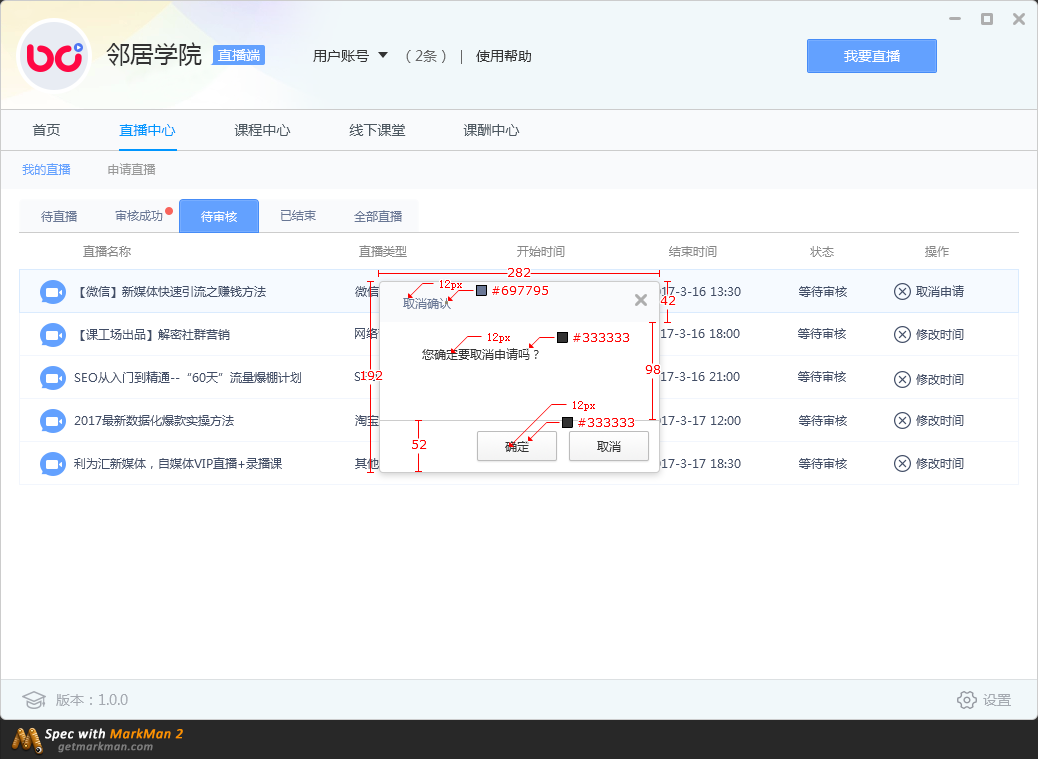 邻居学院 直播端 用户账号 （2条） | 使用帮助 我要直播
首页 直播中心 课程中心 线下课堂 课酬中心
我的直播 申请直播
待直播 审核成功 待审核 已结束 全部直播
直播名称 直播类型 开始时间 结束时间 状态 操作
282
【微信】新媒体快速引流之赚钱方法 微信 17-3-16 13:30 等待审核 取消申请
12px #697795
取消确认
42
【课工场出品】解密社群营销 网络 17-3-16 18:00 等待审核 修改时间
12px #333333
您确定要取消申请吗？
98
192
SEO从入门到精通--“60天”流量爆棚计划 17-3-16 21:00 等待审核 修改时间
12px
2017最新数据化爆款实操方法 淘宝 17-3-17 12:00 等待审核 修改时间
#333333
52
确定 取消
利为汇新媒体，自媒体VIP直播+录播课 其他 17-3-17 18:30 等待审核 修改时间
版本：1.0.0 设置
Spec with MarkMan 2
getmarkman.com